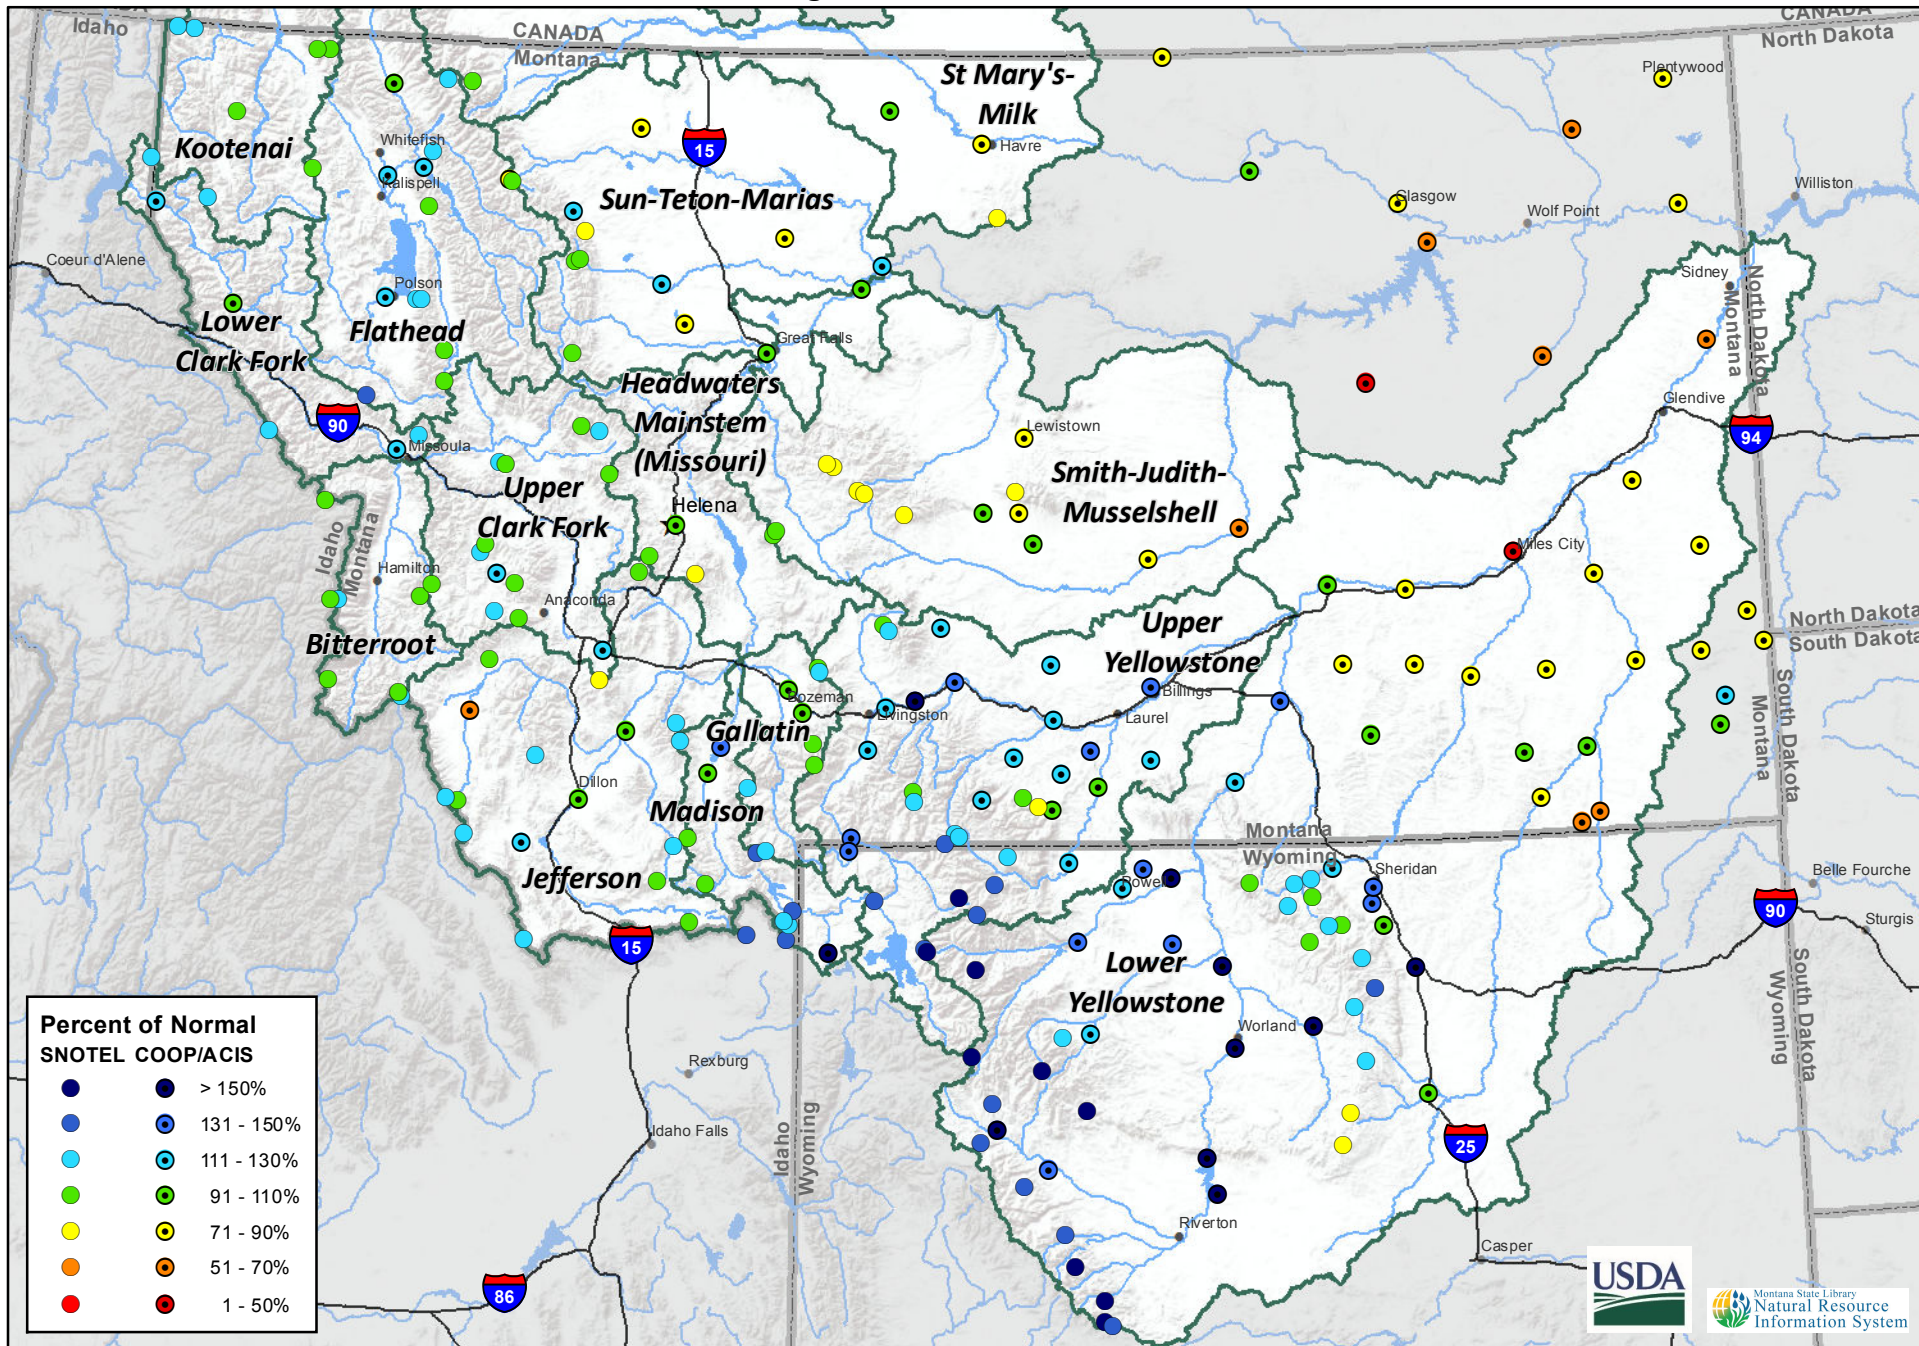 CANADA
Idaho
CANADA
Montana
CANADA
North Dakota
St Mary's-
Milk
Plentywood
Kootenai
Whitefish
Kalispell
15
Havre
Sun-Teton-Marias
Glasgow
Wolf Point
Williston
Coeur d'Alene
Polson
Sidney
Montana
North Dakota
Lower
Clark Fork
Flathead
Great Falls
Headwaters
Mainstem
(Missouri)
90
Missoula
Lewistown
Glendive
94
Upper
Clark Fork
Helena
Smith-Judith-
Musselshell
Idaho
Montana
Hamilton
Anaconda
Miles City
Bitterroot
Upper
Yellowstone
North Dakota
South Dakota
Bozeman
Livingston
Billings
Laurel
Gallatin
Montana
South Dakota
Dillon
Madison
Montana
Wyoming
Jefferson
Powell
Sheridan
Belle Fourche
90
Sturgis
15
Lower
Yellowstone
Wyoming
South Dakota
Worland
Rexburg
Idaho
Wyoming
Idaho Falls
25
Riverton
Casper
86
Percent of Normal
SNOTEL COOP/ACIS
> 150%
131 - 150%
111 - 130%
91 - 110%
71 - 90%
51 - 70%
1 - 50%
USDA
Montana State Library
Natural Resource
Information System